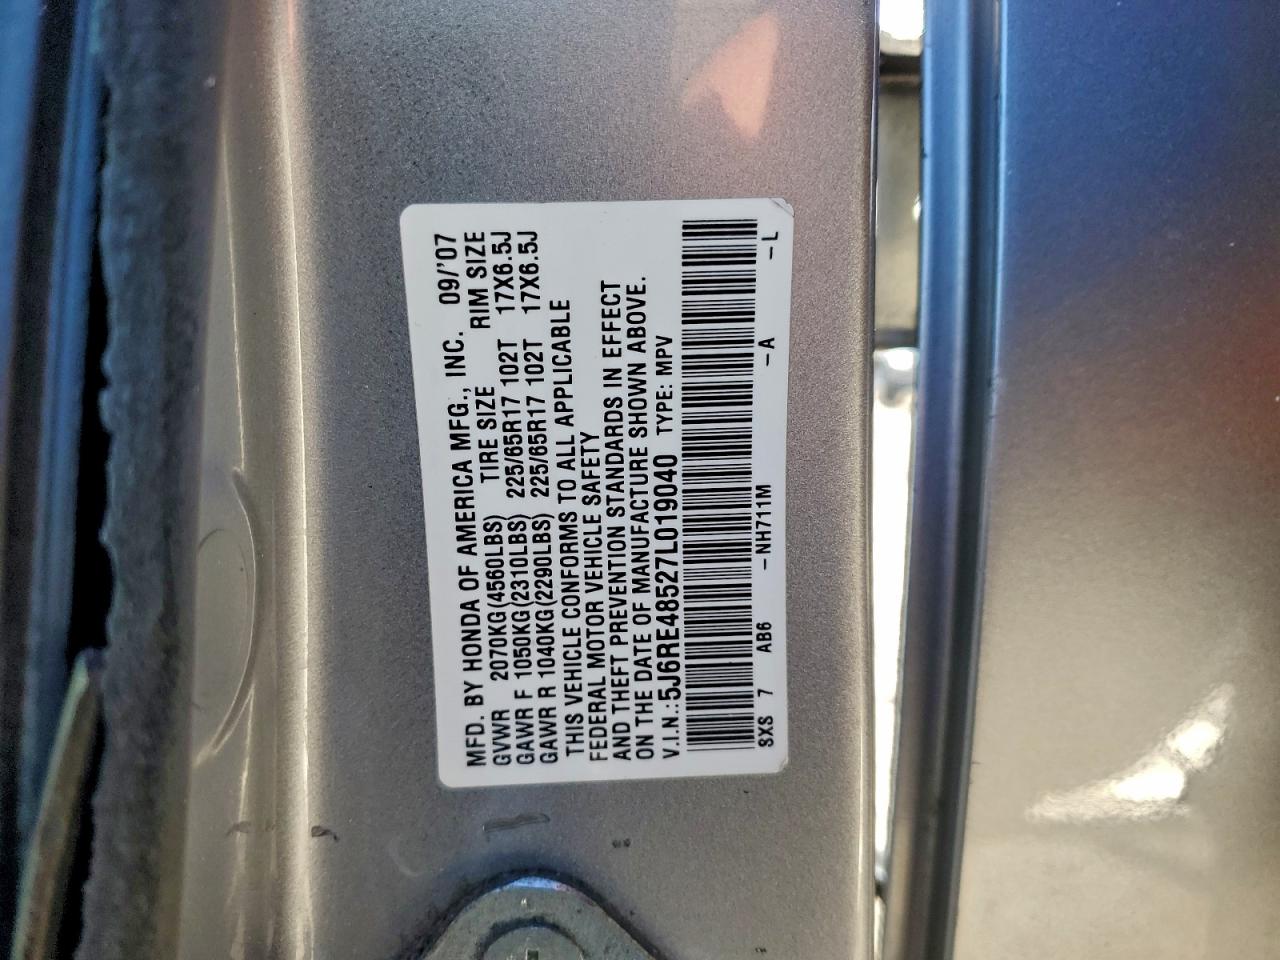 MFD. BY HONDA OF AMERICA MFG., INC. 09/'07
GVWR 2070KG(4560LBS) TIRE SIZE RIM SIZE
GAWR F 1050KG(2310LBS) 225/65R17 102T 17X6.5J
GAWR R 1040KG(2290LBS) 225/65R17 102T 17X6.5J
THIS VEHICLE CONFORMS TO ALL APPLICABLE
FEDERAL MOTOR VEHICLE SAFETY
AND THEFT PREVENTION STANDARDS IN EFFECT
ON THE DATE OF MANUFACTURE SHOWN ABOVE.
V.I.N.:5J6RE48527L019040 TYPE: MPV
SXS 7 AB6 -NH711M -A -L